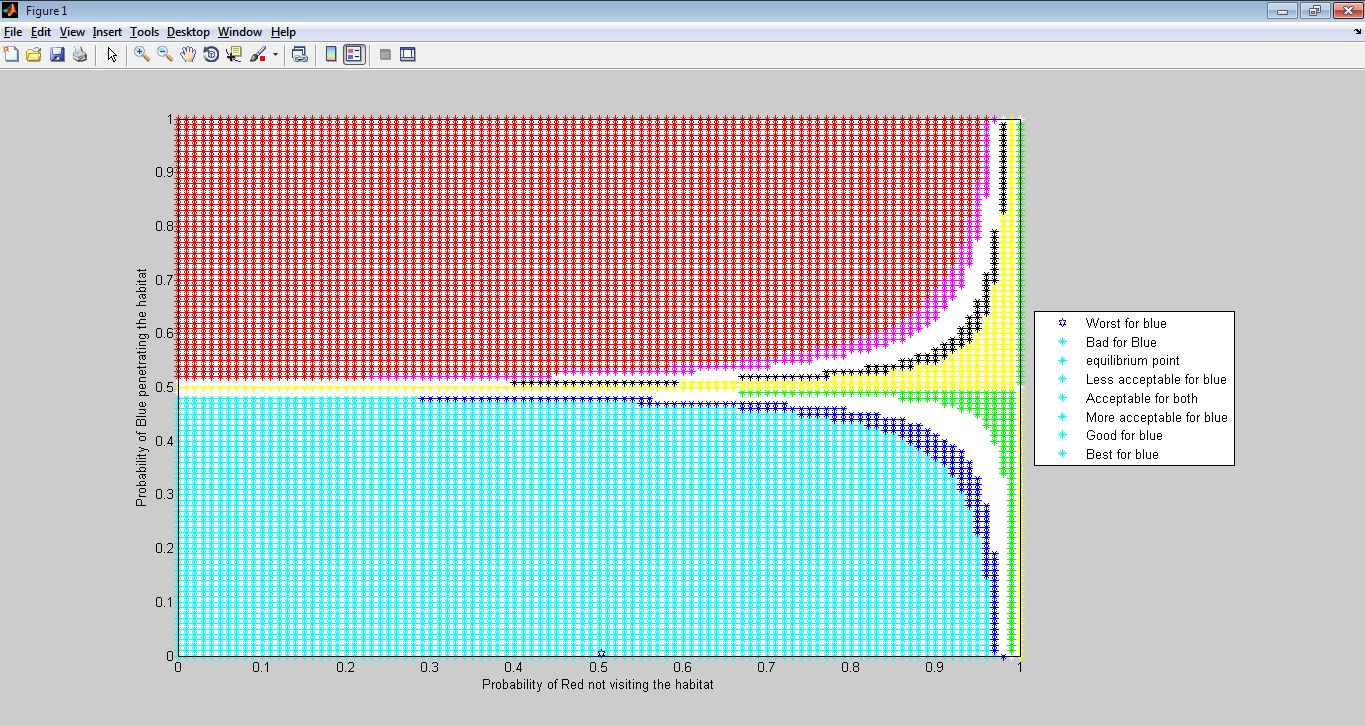 Figure 1
File Edit View Insert Tools Desktop Window Help
1
0.9
0.8
0.7
0.6
0.5
0.4
0.3
0.2
0.1
0
Probability of Blue penetrating the habitat
0 0.1 0.2 0.3 0.4 0.5 0.6 0.7 0.8 0.9 1
Probability of Red not visiting the habitat
Worst for blue
Bad for Blue
equilibrium point
Less acceptable for blue
Acceptable for both
More acceptable for blue
Good for blue
Best for blue